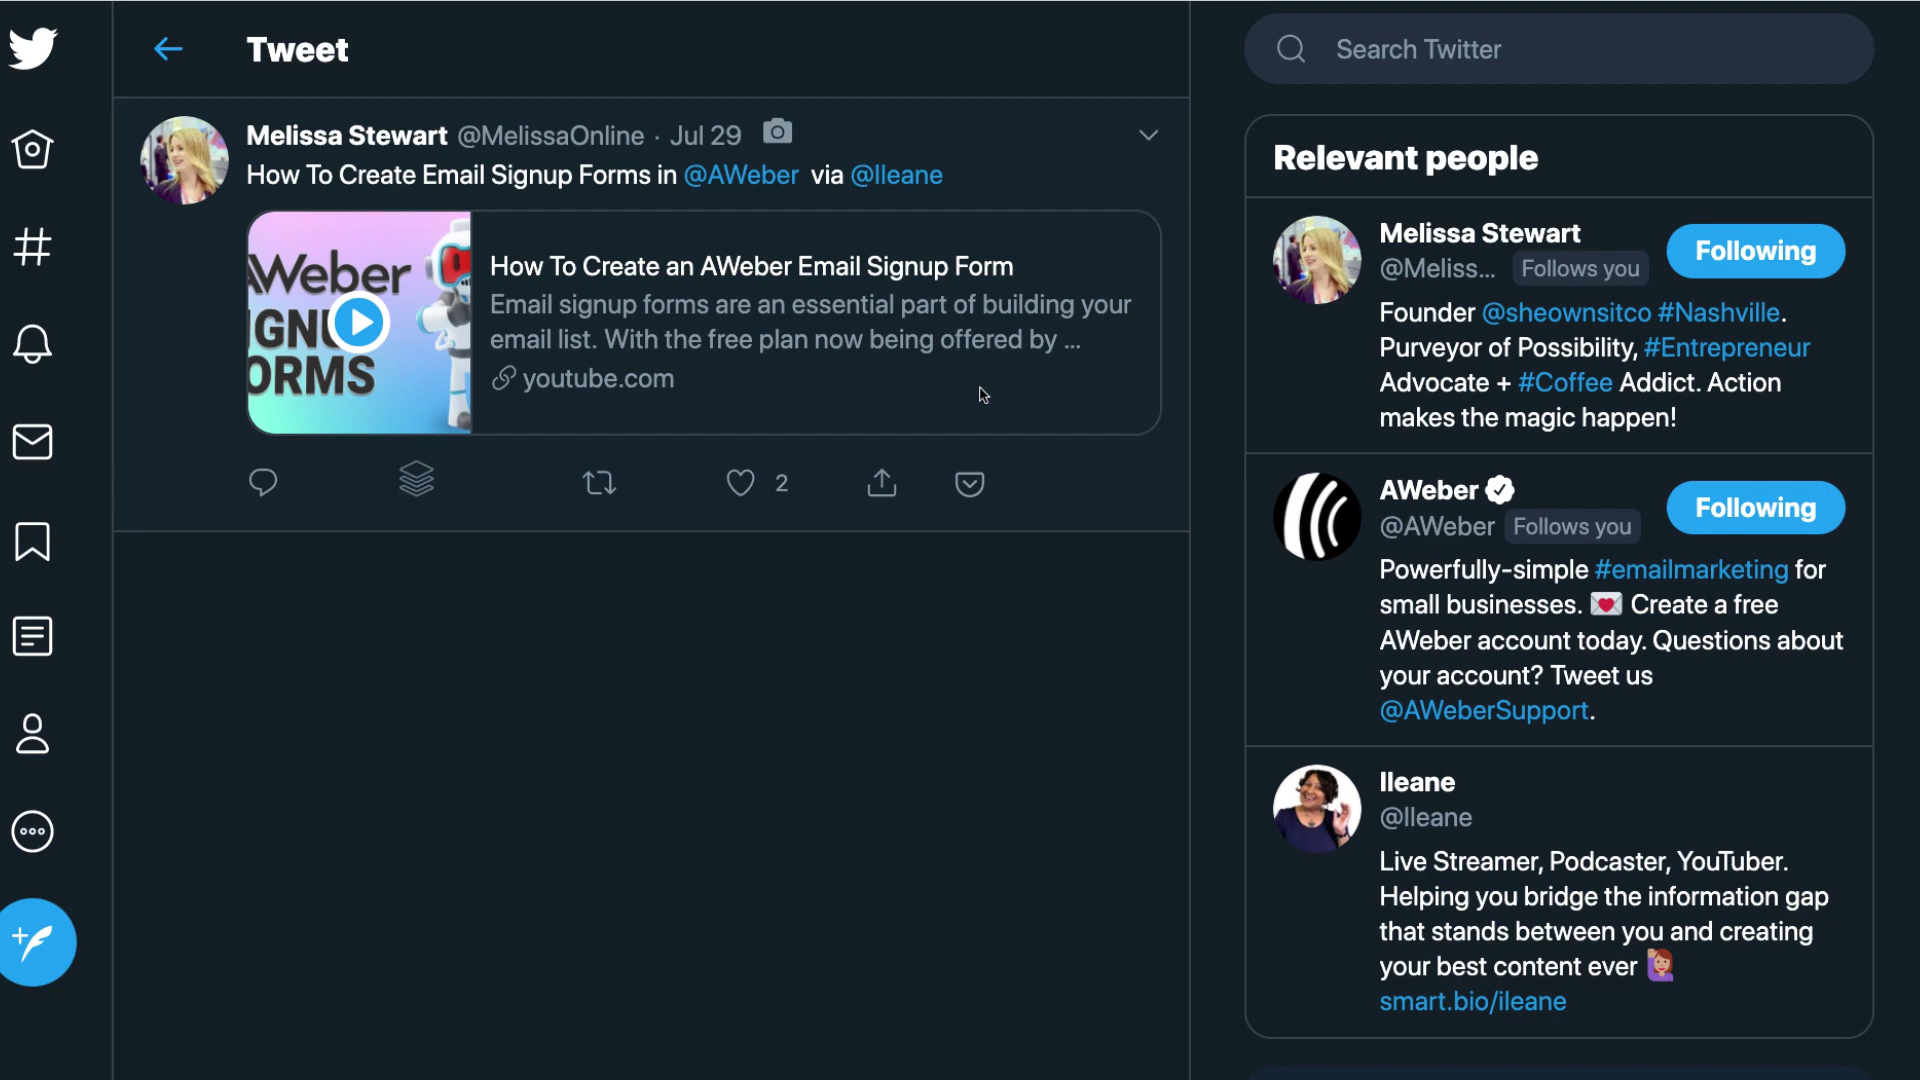 Tweet
Search Twitter
Melissa Stewart @MelissaOnline · Jul 29
How To Create Email Signup Forms in @AWeber via @Ileane
AWeber
IGNU
ORMS
How To Create an AWeber Email Signup Form
Email signup forms are an essential part of building your
email list. With the free plan now being offered by ...
youtube.com
2
Relevant people
Melissa Stewart
@Meliss... Follows you
Following
Founder @sheownsitco #Nashville.
Purveyor of Possibility, #Entrepreneur
Advocate + #Coffee Addict. Action
makes the magic happen!
AWeber
@AWeber Follows you
Following
Powerfully-simple #emailmarketing for
small businesses. 💌 Create a free
AWeber account today. Questions about
your account? Tweet us
@AWeberSupport.
Ileane
@Ileane
Live Streamer, Podcaster, YouTuber.
Helping you bridge the information gap
that stands between you and creating
your best content ever 🙋🏽‍♀️
smart.bio/ileane